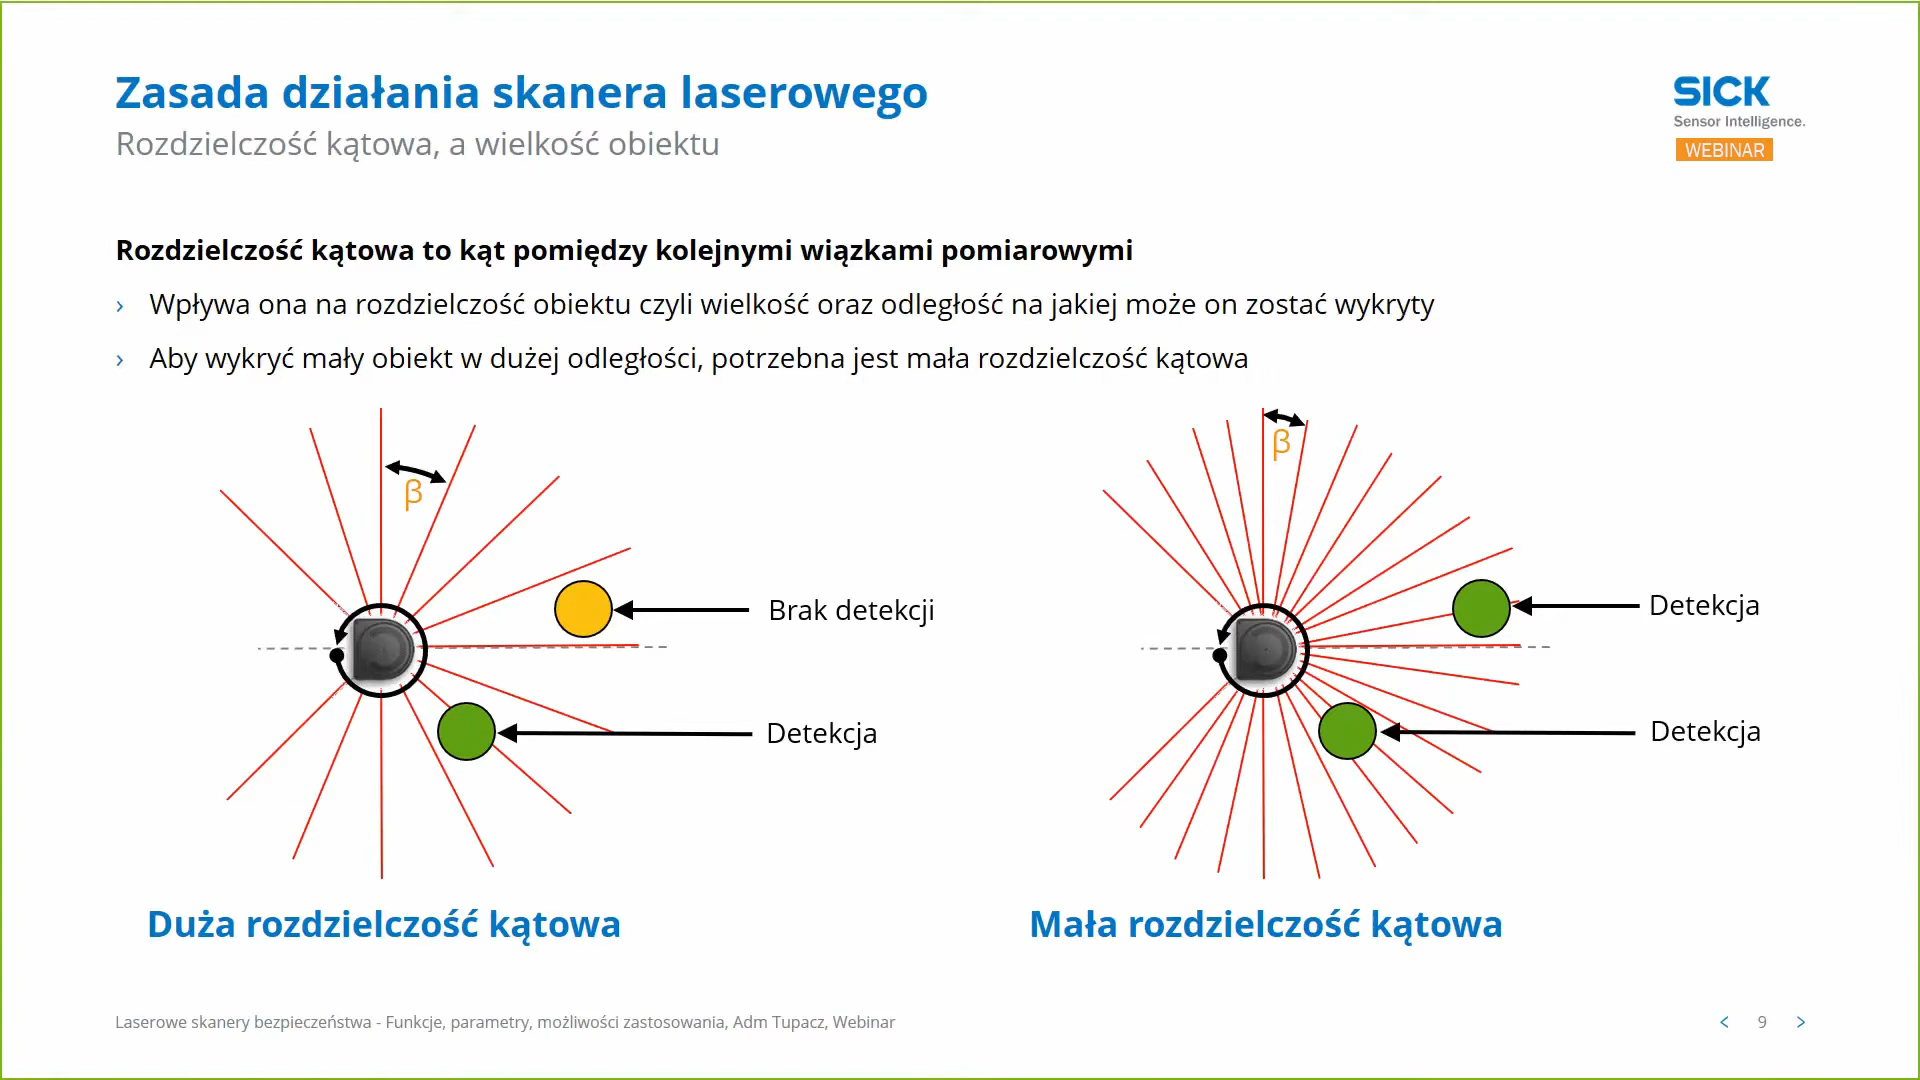 Zasada działania skanera laserowego
Rozdzielczość kątowa, a wielkość obiektu
SICK
Sensor Intelligence.
WEBINAR
Rozdzielczość kątowa to kąt pomiędzy kolejnymi wiązkami pomiarowymi
› Wpływa ona na rozdzielczość obiektu czyli wielkość oraz odległość na jakiej może on zostać wykryty
› Aby wykryć mały obiekt w dużej odległości, potrzebna jest mała rozdzielczość kątowa
β
Brak detekcji
Detekcja
Duża rozdzielczość kątowa
β
Detekcja
Detekcja
Mała rozdzielczość kątowa
Laserowe skanery bezpieczeństwa - Funkcje, parametry, możliwości zastosowania, Adm Tupacz, Webinar
< 9 >